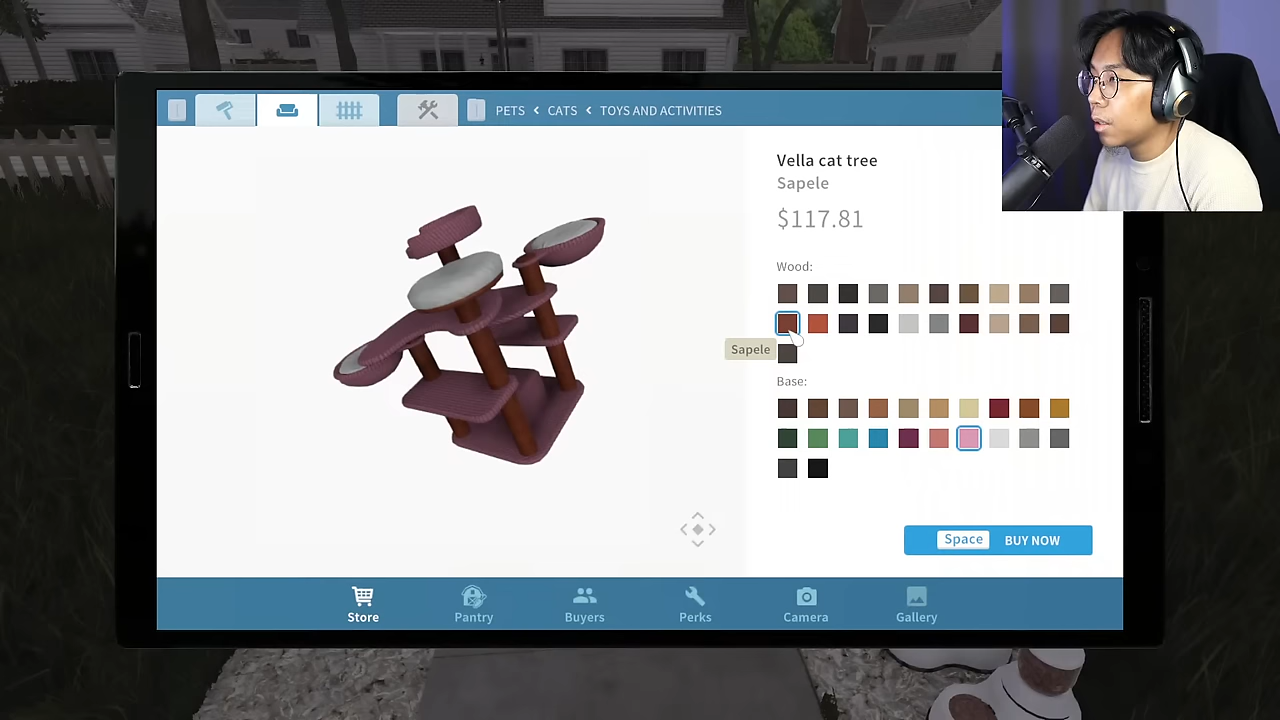 PETS < CATS < TOYS AND ACTIVITIES
Vella cat tree
Sapele
$117.81
Wood:
Sapele
Base:
Space BUY NOW
Store Pantry Buyers Perks Camera Gallery